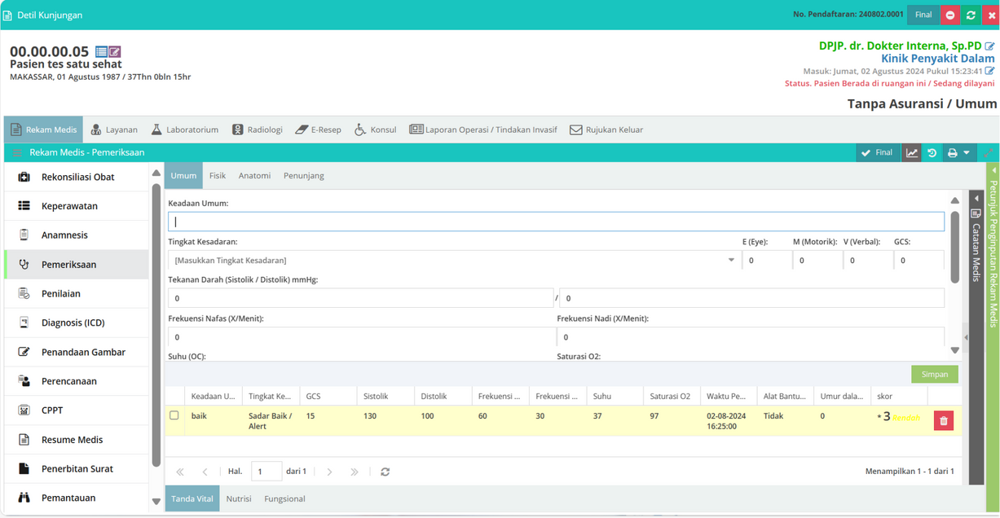 Detil Kunjungan
No. Pendaftaran: 240802.0001
Final
00.00.00.05
Pasien tes satu sehat
MAKASSAR, 01 Agustus 1987 / 37Thn 0bln 15hr
DPJP. dr. Dokter Interna, Sp.PD
Kinik Penyakit Dalam
Masuk: Jumat, 02 Agustus 2024 Pukul 15:23:41
Status. Pasien Berada di ruangan ini / Sedang dilayani
Tanpa Asuransi / Umum
Rekam Medis Layanan Laboratorium Radiologi E-Resep Konsul Laporan Operasi / Tindakan Invasif Rujukan Keluar
Rekam Medis - Pemeriksaan
Final
Rekonsiliasi Obat
Keperawatan
Anamnesis
Pemeriksaan
Penilaian
Diagnosis (ICD)
Penandaan Gambar
Perencanaan
CPPT
Resume Medis
Penerbitan Surat
Pemantauan
Umum Fisik Anatomi Penunjang
Keadaan Umum:
Tingkat Kesadaran: E (Eye): M (Motorik): V (Verbal): GCS:
[Masukkan Tingkat Kesadaran] 0 0 0 0
Tekanan Darah (Sistolik / Distolik) mmHg:
0 / 0
Frekuensi Nafas (X/Menit): Frekuensi Nadi (X/Menit):
0 0
Suhu (OC): Saturasi O2:
Simpan
Keadaan U... Tingkat Ke... GCS Sistolik Distolik Frekuensi ... Frekuensi ... Suhu Saturasi O2 Waktu Pe... Alat Bantu... Umur dala... skor
baik Sadar Baik / 15 130 100 60 30 37 97 02-08-2024 Tidak 0 * 3 Rendah
Alert 16:25:00
Hal. 1 dari 1
Menampilkan 1 - 1 dari 1
Tanda Vital Nutrisi Fungsional
Catatan Medis
Petunjuk Penginputan Rekam Medis